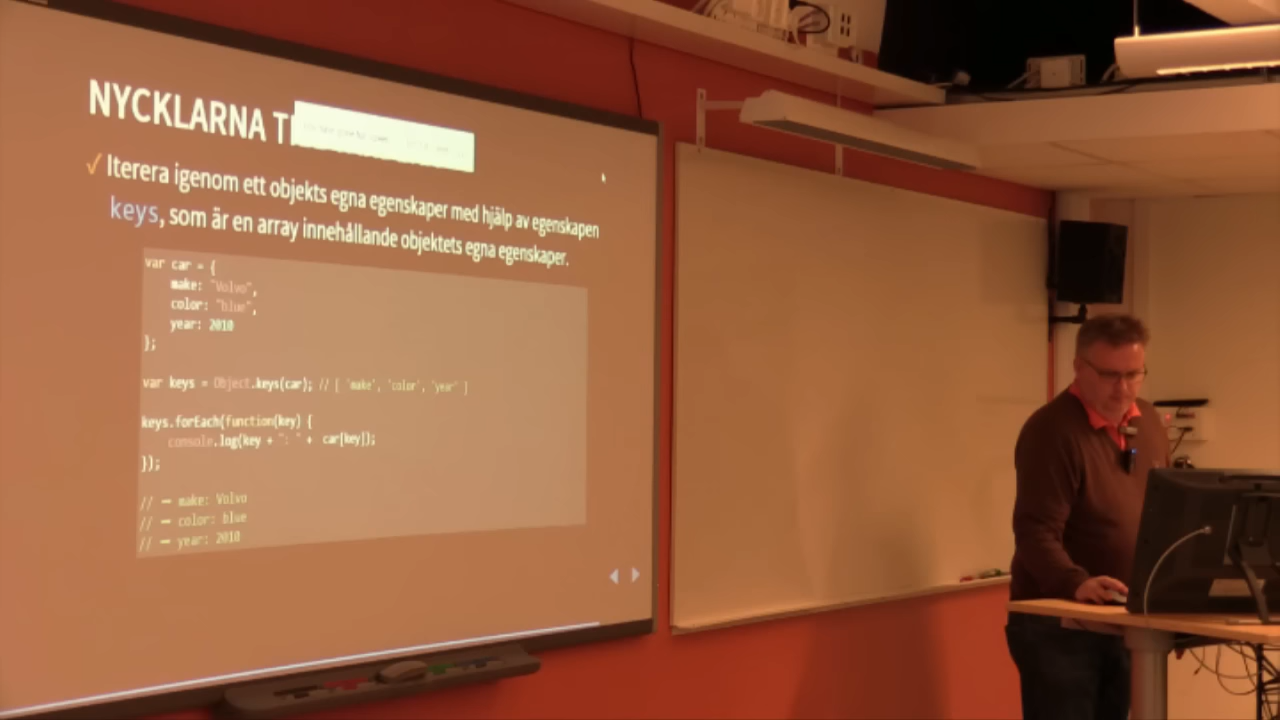 NYCKLARNA T
✓ Iterera igenom ett objekts egna egenskaper med hjälp av egenskapen
keys, som är en array innehållande objektets egna egenskaper.
var car = {
    make: "Volvo",
    color: "blue",
    year: 2010
};
var keys = Object.keys(car); // [ 'make', 'color', 'year' ]
keys.forEach(function(key) {
    console.log(key + ": " + car[key]);
});
// — make: Volvo
// — color: blue
// — year: 2010